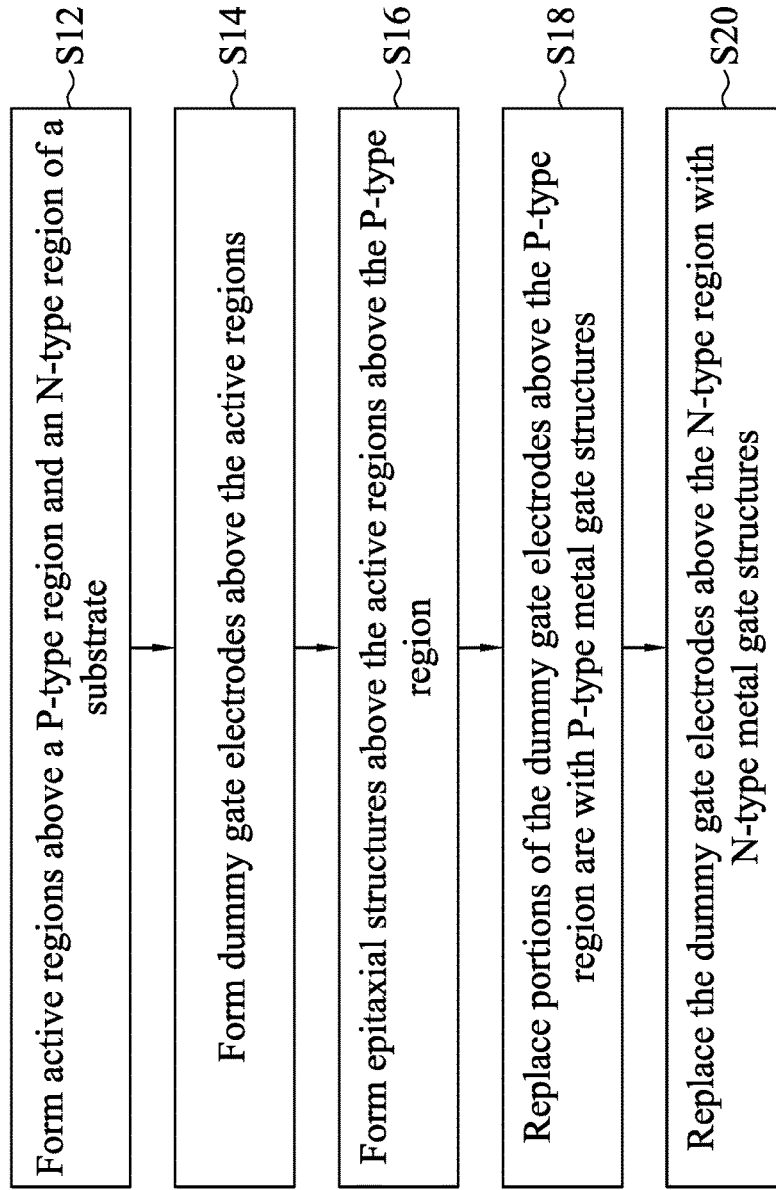 Form active regions above a P-type region and an N-type region of a
substrate
S12
Form dummy gate electrodes above the active regions
S14
Form epitaxial structures above the active regions above the P-type
region
S16
Replace portions of the dummy gate electrodes above the P-type
region are with P-type metal gate structures
S18
Replace the dummy gate electrodes above the N-type region with
N-type metal gate structures
S20